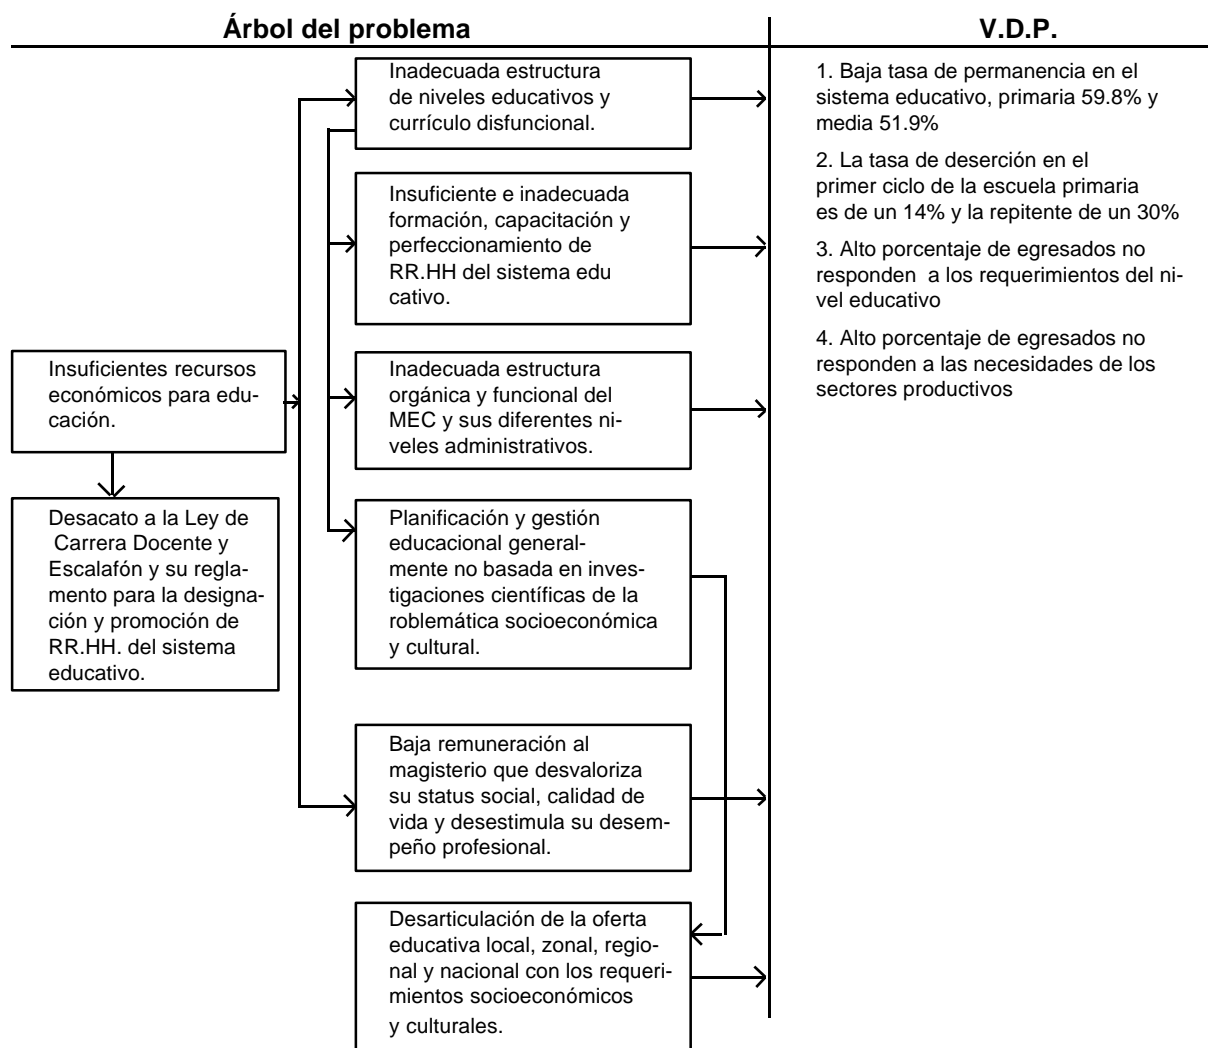 Árbol del problema
V.D.P.
Inadecuada estructura
de niveles educativos y
currículo disfuncional.
Insuficiente e inadecuada
formación, capacitación y
perfeccionamiento de
RR.HH del sistema edu
cativo.
Insuficientes recursos
económicos para edu-
cación.
Inadecuada estructura
orgánica y funcional del
MEC y sus diferentes ni-
veles administrativos.
Desacato a la Ley de
Carrera Docente y
Escalafón y su regla-
mento para la designa-
ción y promoción de
RR.HH. del sistema
educativo.
Planificación y gestión
educacional general-
mente no basada en inves-
tigaciones científicas de la
roblemática socioeconómica
y cultural.
Baja remuneración al
magisterio que desvaloriza
su status social, calidad de
vida y desestimula su desem-
peño profesional.
Desarticulación de la oferta
educativa local, zonal, regio-
nal y nacional con los requeri-
mientos socioeconómicos
y culturales.
1. Baja tasa de permanencia en el
sistema educativo, primaria 59.8% y
media 51.9%
2. La tasa de deserción en el
primer ciclo de la escuela primaria
es de un 14% y la repitente de un 30%
3. Alto porcentaje de egresados no
responden a los requerimientos del ni-
vel educativo
4. Alto porcentaje de egresados no
responden a las necesidades de los
sectores productivos